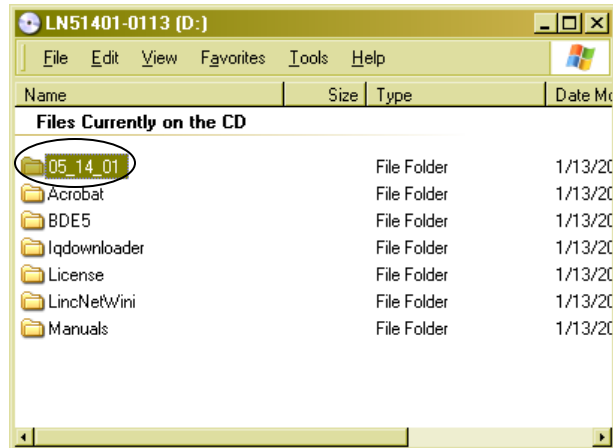 LN51401-0113 (D:)
File Edit View Favorites Tools Help
Name Size Type Date Mo
Files Currently on the CD
05_14_01 File Folder 1/13/20
Acrobat File Folder 1/13/20
BDE5 File Folder 1/13/20
Iqdownloader File Folder 1/13/20
License File Folder 1/13/20
LincNetWini File Folder 1/13/20
Manuals File Folder 1/13/20